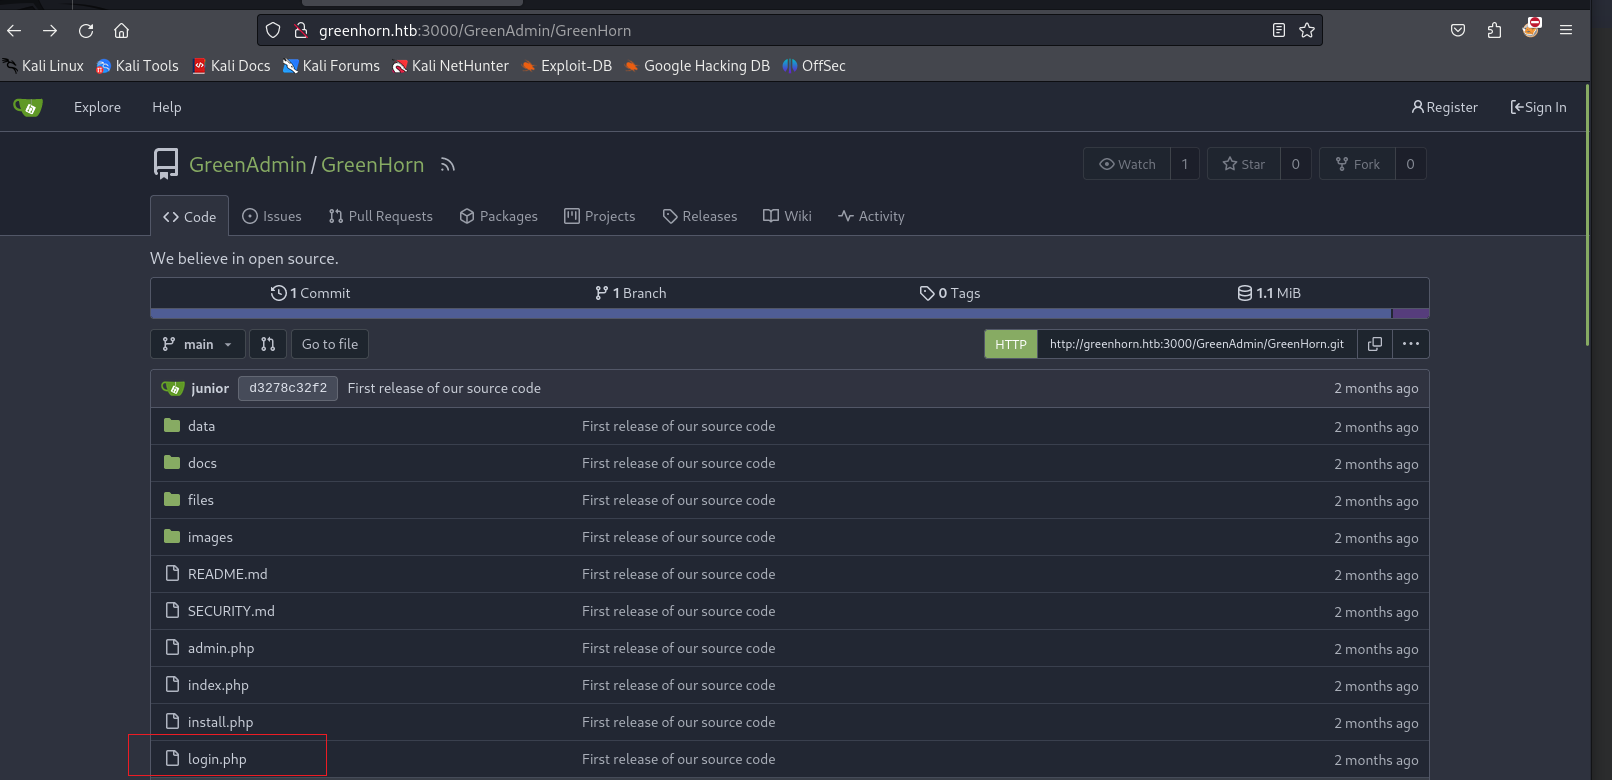 greenhorn.htb:3000/GreenAdmin/GreenHorn
Kali Linux Kali Tools Kali Docs Kali Forums Kali NetHunter Exploit-DB Google Hacking DB OffSec
Explore Help Register Sign In
GreenAdmin / GreenHorn Watch 1 Star 0 Fork 0
Code Issues Pull Requests Packages Projects Releases Wiki Activity
We believe in open source.
1 Commit 1 Branch 0 Tags 1.1 MiB
main Go to file HTTP http://greenhorn.htb:3000/GreenAdmin/GreenHorn.git
junior d3278c32f2 First release of our source code 2 months ago
data First release of our source code 2 months ago
docs First release of our source code 2 months ago
files First release of our source code 2 months ago
images First release of our source code 2 months ago
README.md First release of our source code 2 months ago
SECURITY.md First release of our source code 2 months ago
admin.php First release of our source code 2 months ago
index.php First release of our source code 2 months ago
install.php First release of our source code 2 months ago
login.php First release of our source code 2 months ago